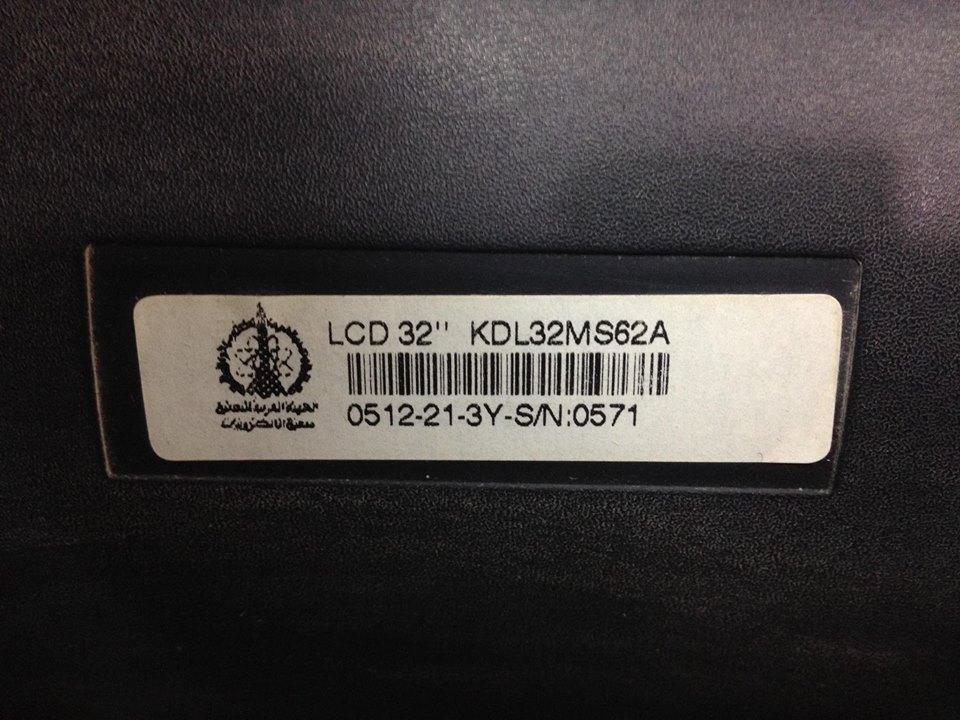 LCD 32'' KDL32MS62A
0512-21-3Y-S/N:0571
الهيئة العربية للتصنيع
مصنع الالكترونيات